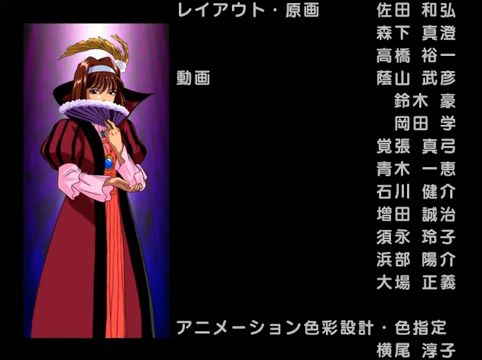 レイアウト・原画 佐田 和弘
森下 真澄
高橋 裕一
動画 蔭山 武彦
鈴木 豪
岡田 学
覚張 真弓
青木 一恵
石川 健介
増田 誠治
須永 玲子
浜部 陽介
大場 正義
アニメーション色彩設計・色指定
横尾 淳子